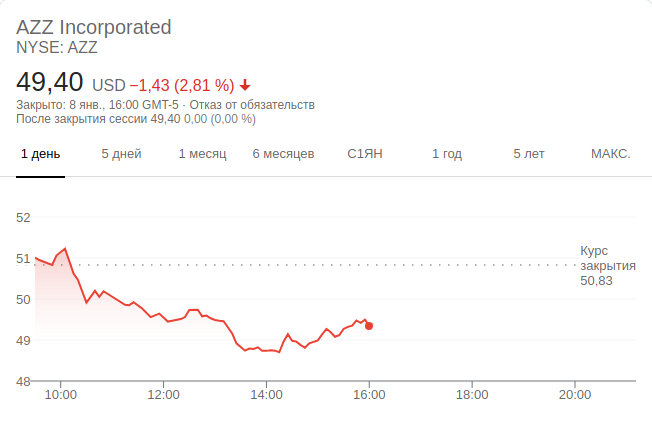 AZZ Incorporated
NYSE: AZZ
49,40 USD −1,43 (2,81 %)
Закрыто: 8 янв., 16:00 GMT-5 · Отказ от обязательств
После закрытия сессии 49,40 0,00 (0,00 %)
1 день 5 дней 1 месяц 6 месяцев С1ЯН 1 год 5 лет МАКС.
52
51
50
49
48
Курс
закрытия
50,83
10:00 12:00 14:00 16:00 18:00 20:00